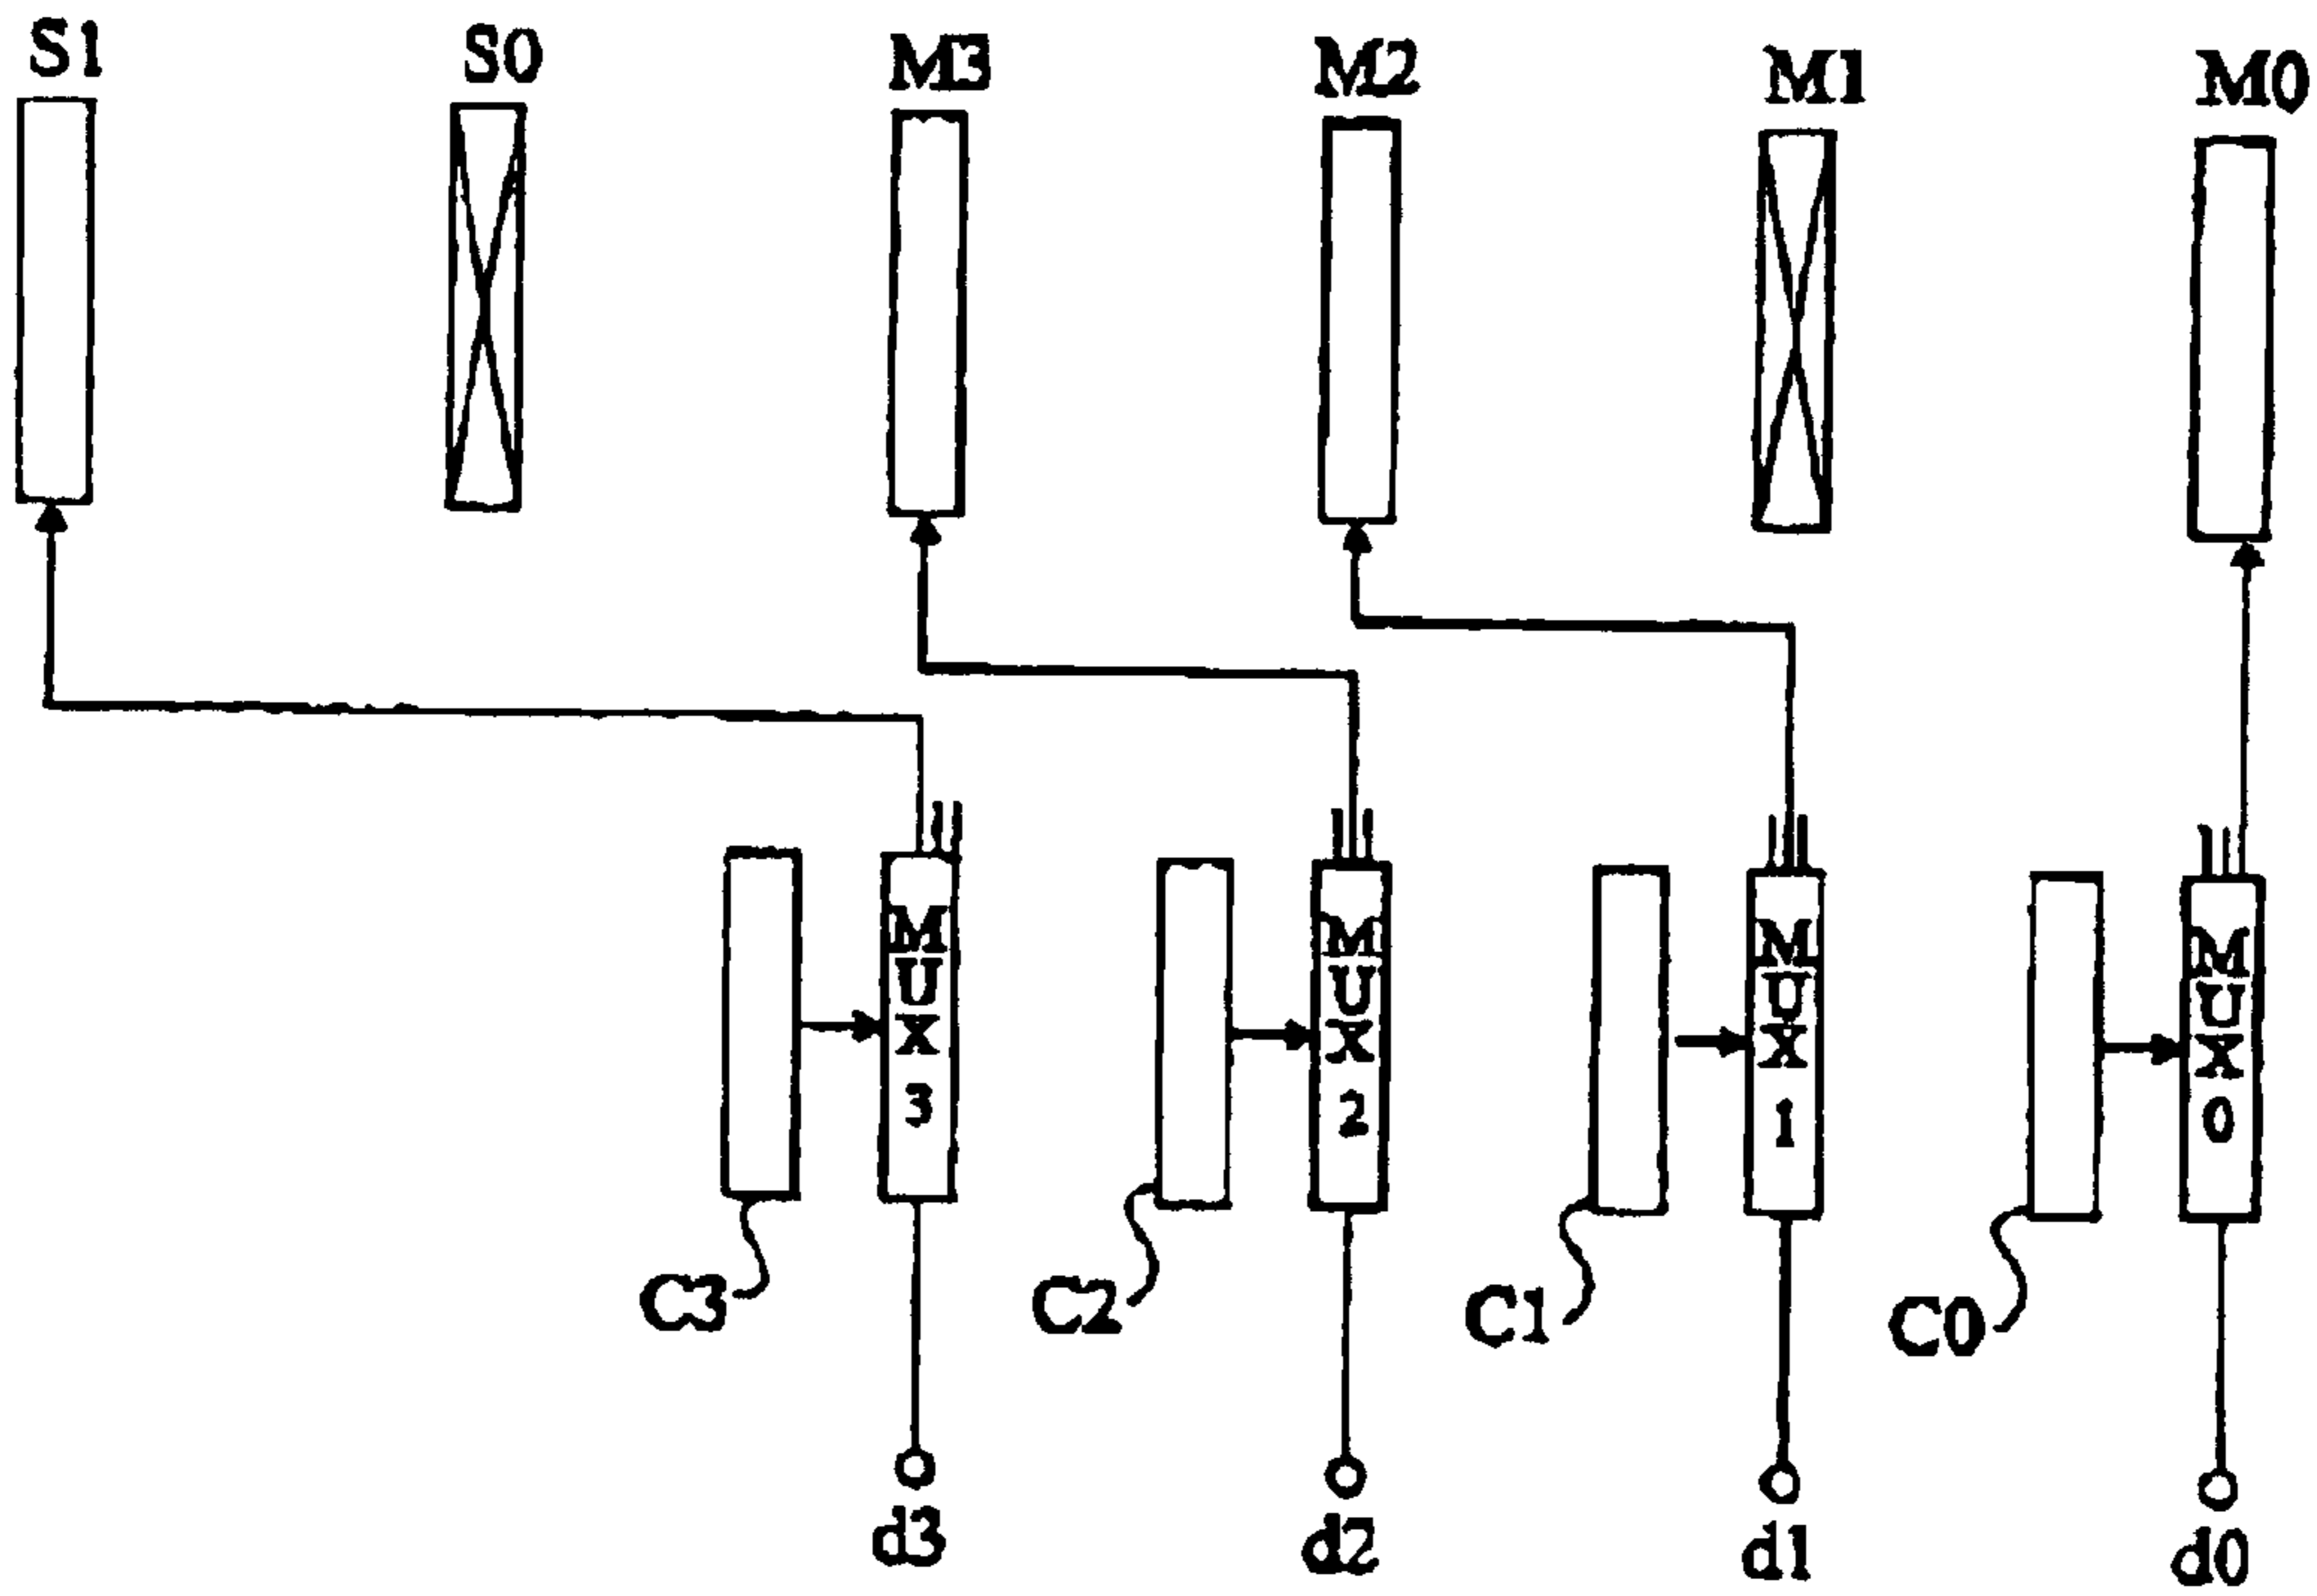 S1 S0 M3 M2 M1 M0
MUX 3 MUX 2 MUX 1 MUX 0
C3 C2 C1 C0
d3 d2 d1 d0